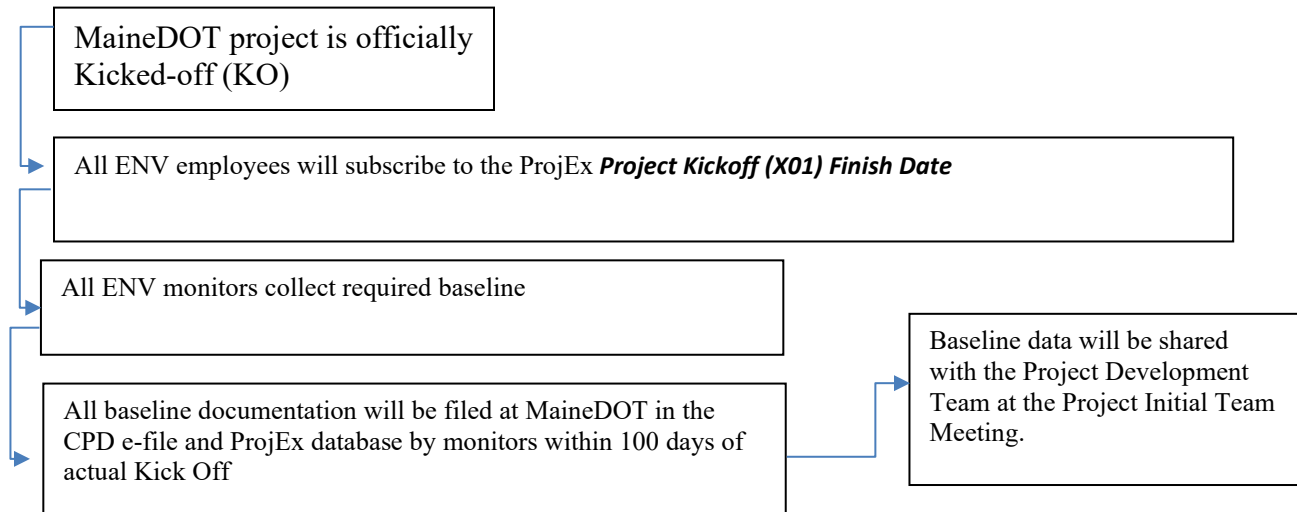 MaineDOT project is officially
Kicked-off (KO)
All ENV employees will subscribe to the ProjEx Project Kickoff (X01) Finish Date
All ENV monitors collect required baseline
All baseline documentation will be filed at MaineDOT in the
CPD e-file and ProjEx database by monitors within 100 days of
actual Kick Off
Baseline data will be shared
with the Project Development
Team at the Project Initial Team
Meeting.